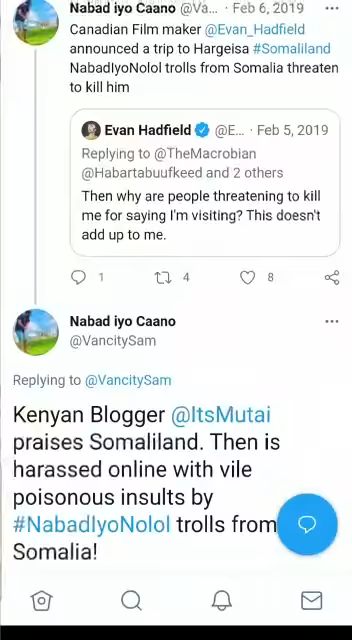 Nabad iyo Caano @Va... · Feb 6, 2019
Canadian Film maker @Evan_Hadfield
announced a trip to Hargeisa #Somaliland
NabadIyoNolol trolls from Somalia threaten
to kill him
Evan Hadfield @E... · Feb 5, 2019
Replying to @TheMacrobian
@Habartabuufkeed and 2 others
Then why are people threatening to kill
me for saying I'm visiting? This doesn't
add up to me.
1 4 8
Nabad iyo Caano
@VancitySam
Replying to @VancitySam
Kenyan Blogger @ItsMutai
praises Somaliland. Then is
harassed online with vile
poisonous insults by
#NabadIyoNolol trolls from
Somalia!